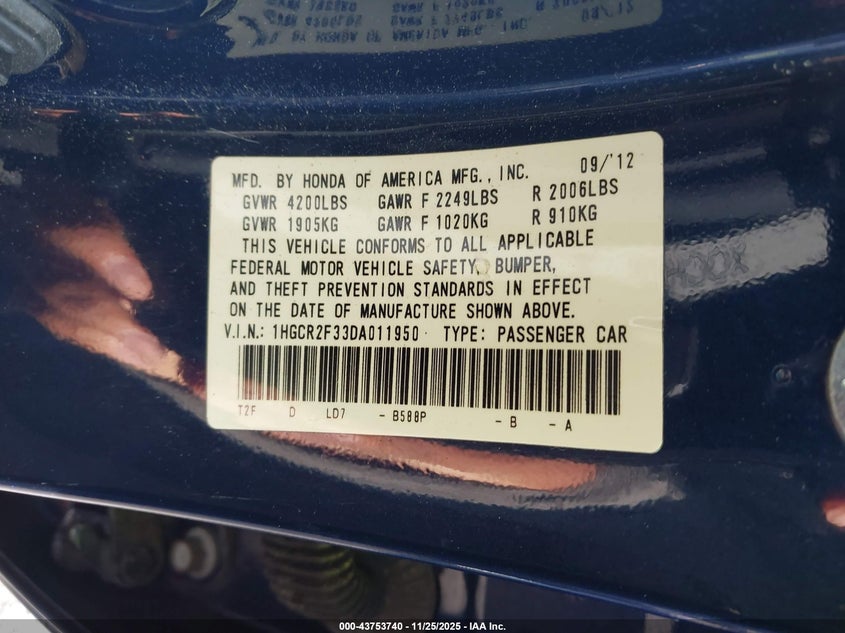 MFD. BY HONDA OF AMERICA MFG., INC. 09/'12
GVWR 4200LBS GAWR F 2249LBS R 2006LBS
GVWR 1905KG GAWR F 1020KG R 910KG
THIS VEHICLE CONFORMS TO ALL APPLICABLE
FEDERAL MOTOR VEHICLE SAFETY, BUMPER,
AND THEFT PREVENTION STANDARDS IN EFFECT
ON THE DATE OF MANUFACTURE SHOWN ABOVE.
V.I.N.: 1HGCR2F33DA011950 TYPE: PASSENGER CAR
T2F D LD7 - B588P - B - A
000-43753740 - 11/25/2025 - IAA Inc.